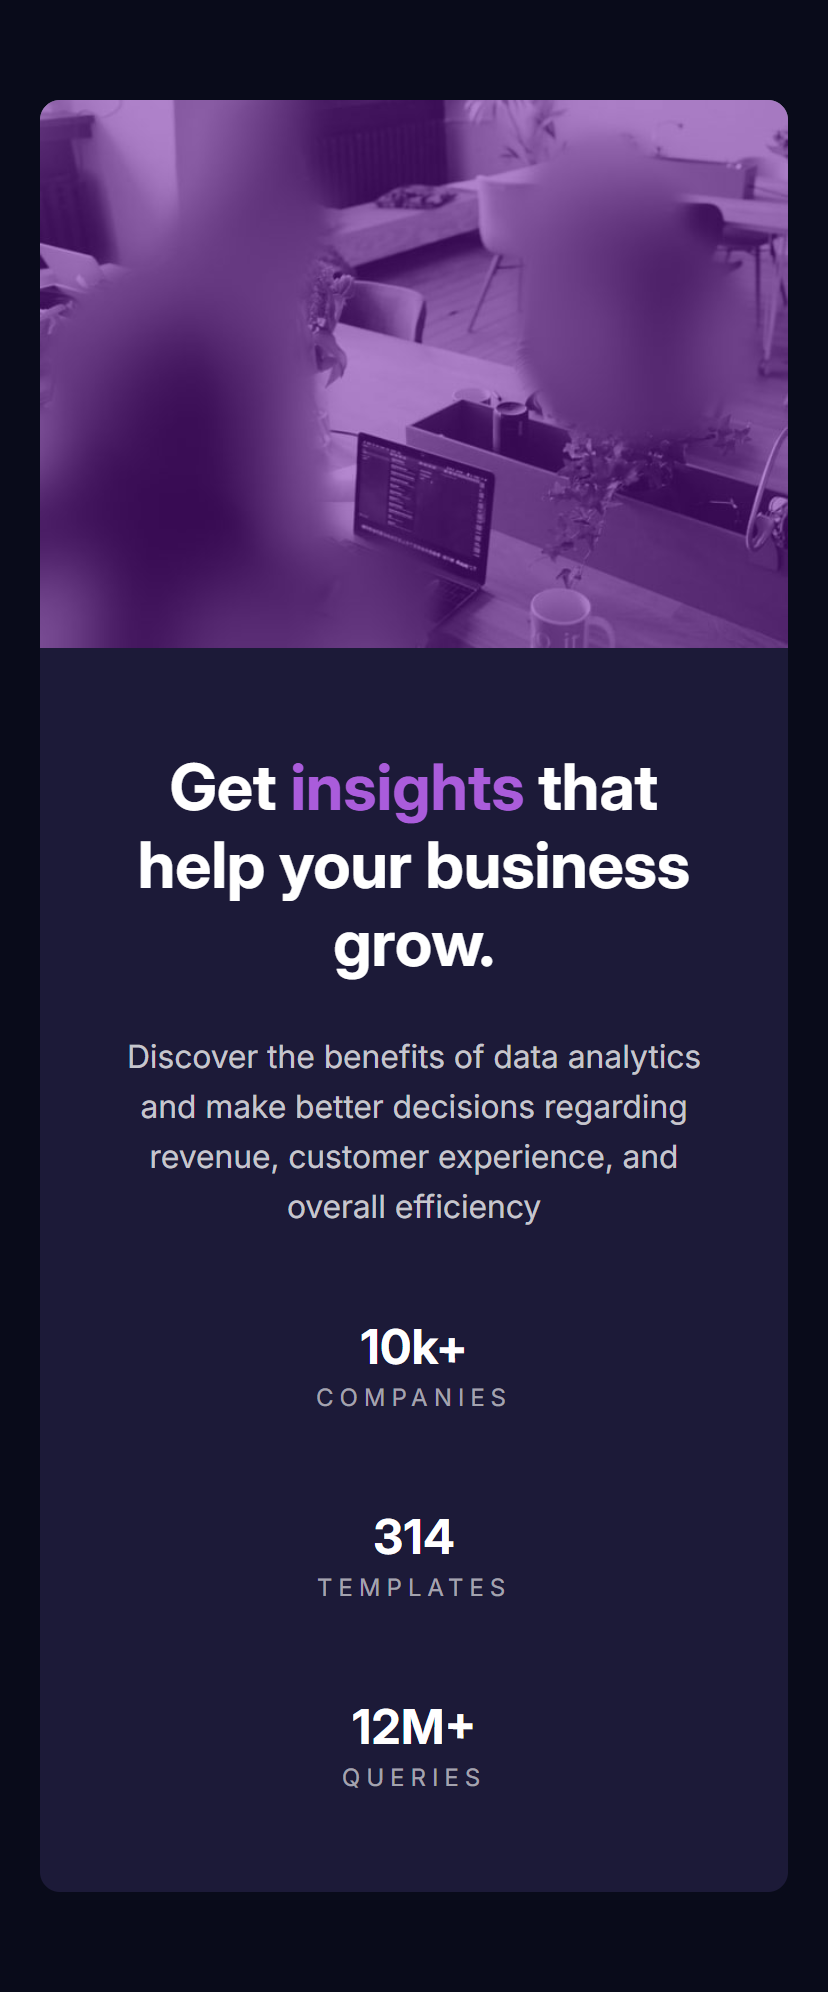 Get insights that
help your business
grow.
Discover the benefits of data analytics
and make better decisions regarding
revenue, customer experience, and
overall efficiency
10k+
COMPANIES
314
TEMPLATES
12M+
QUERIES